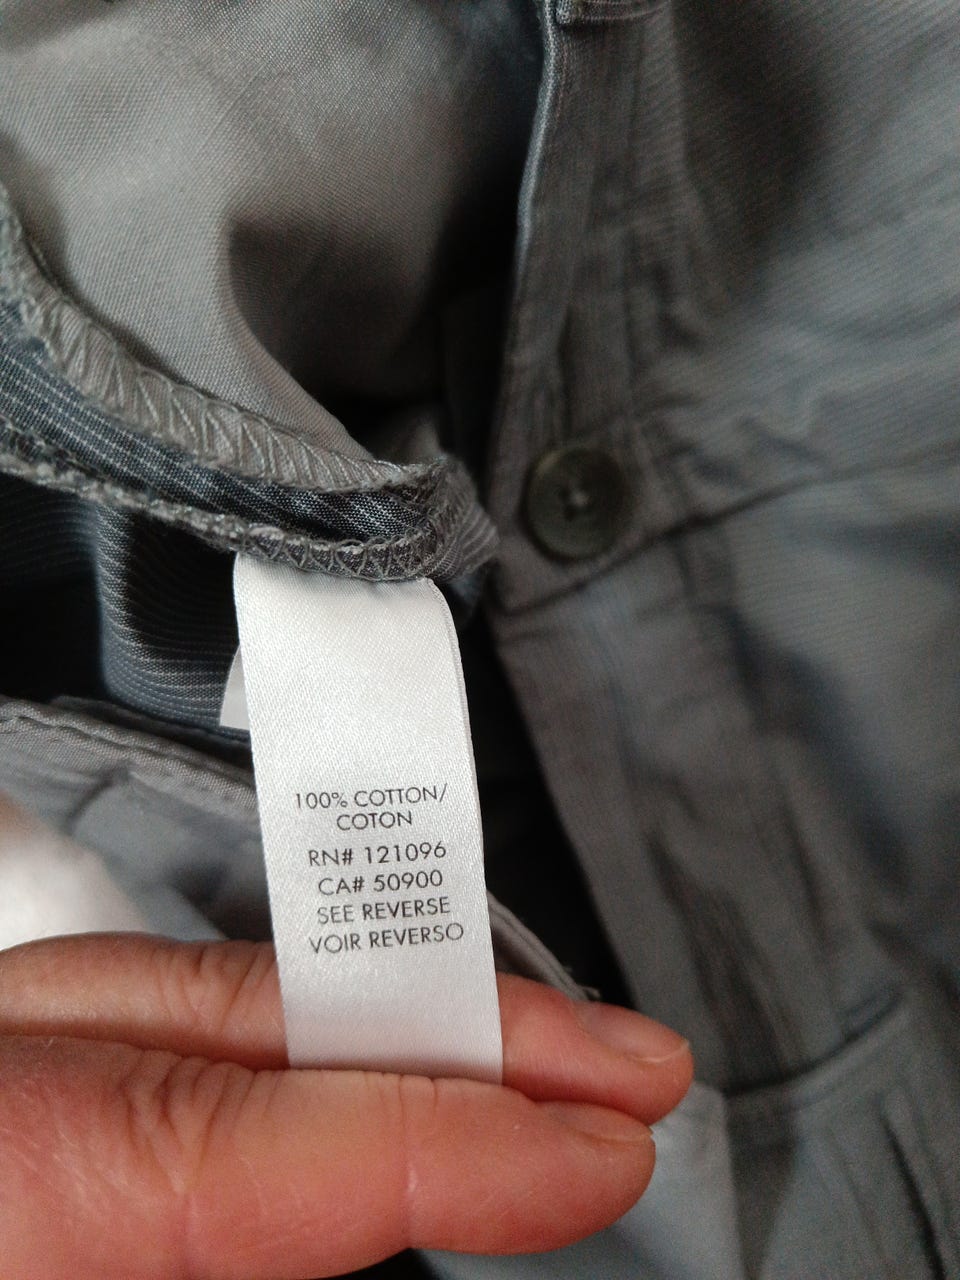 100% COTTON/
COTON
RN# 121096
CA# 50900
SEE REVERSE
VOIR REVERSO